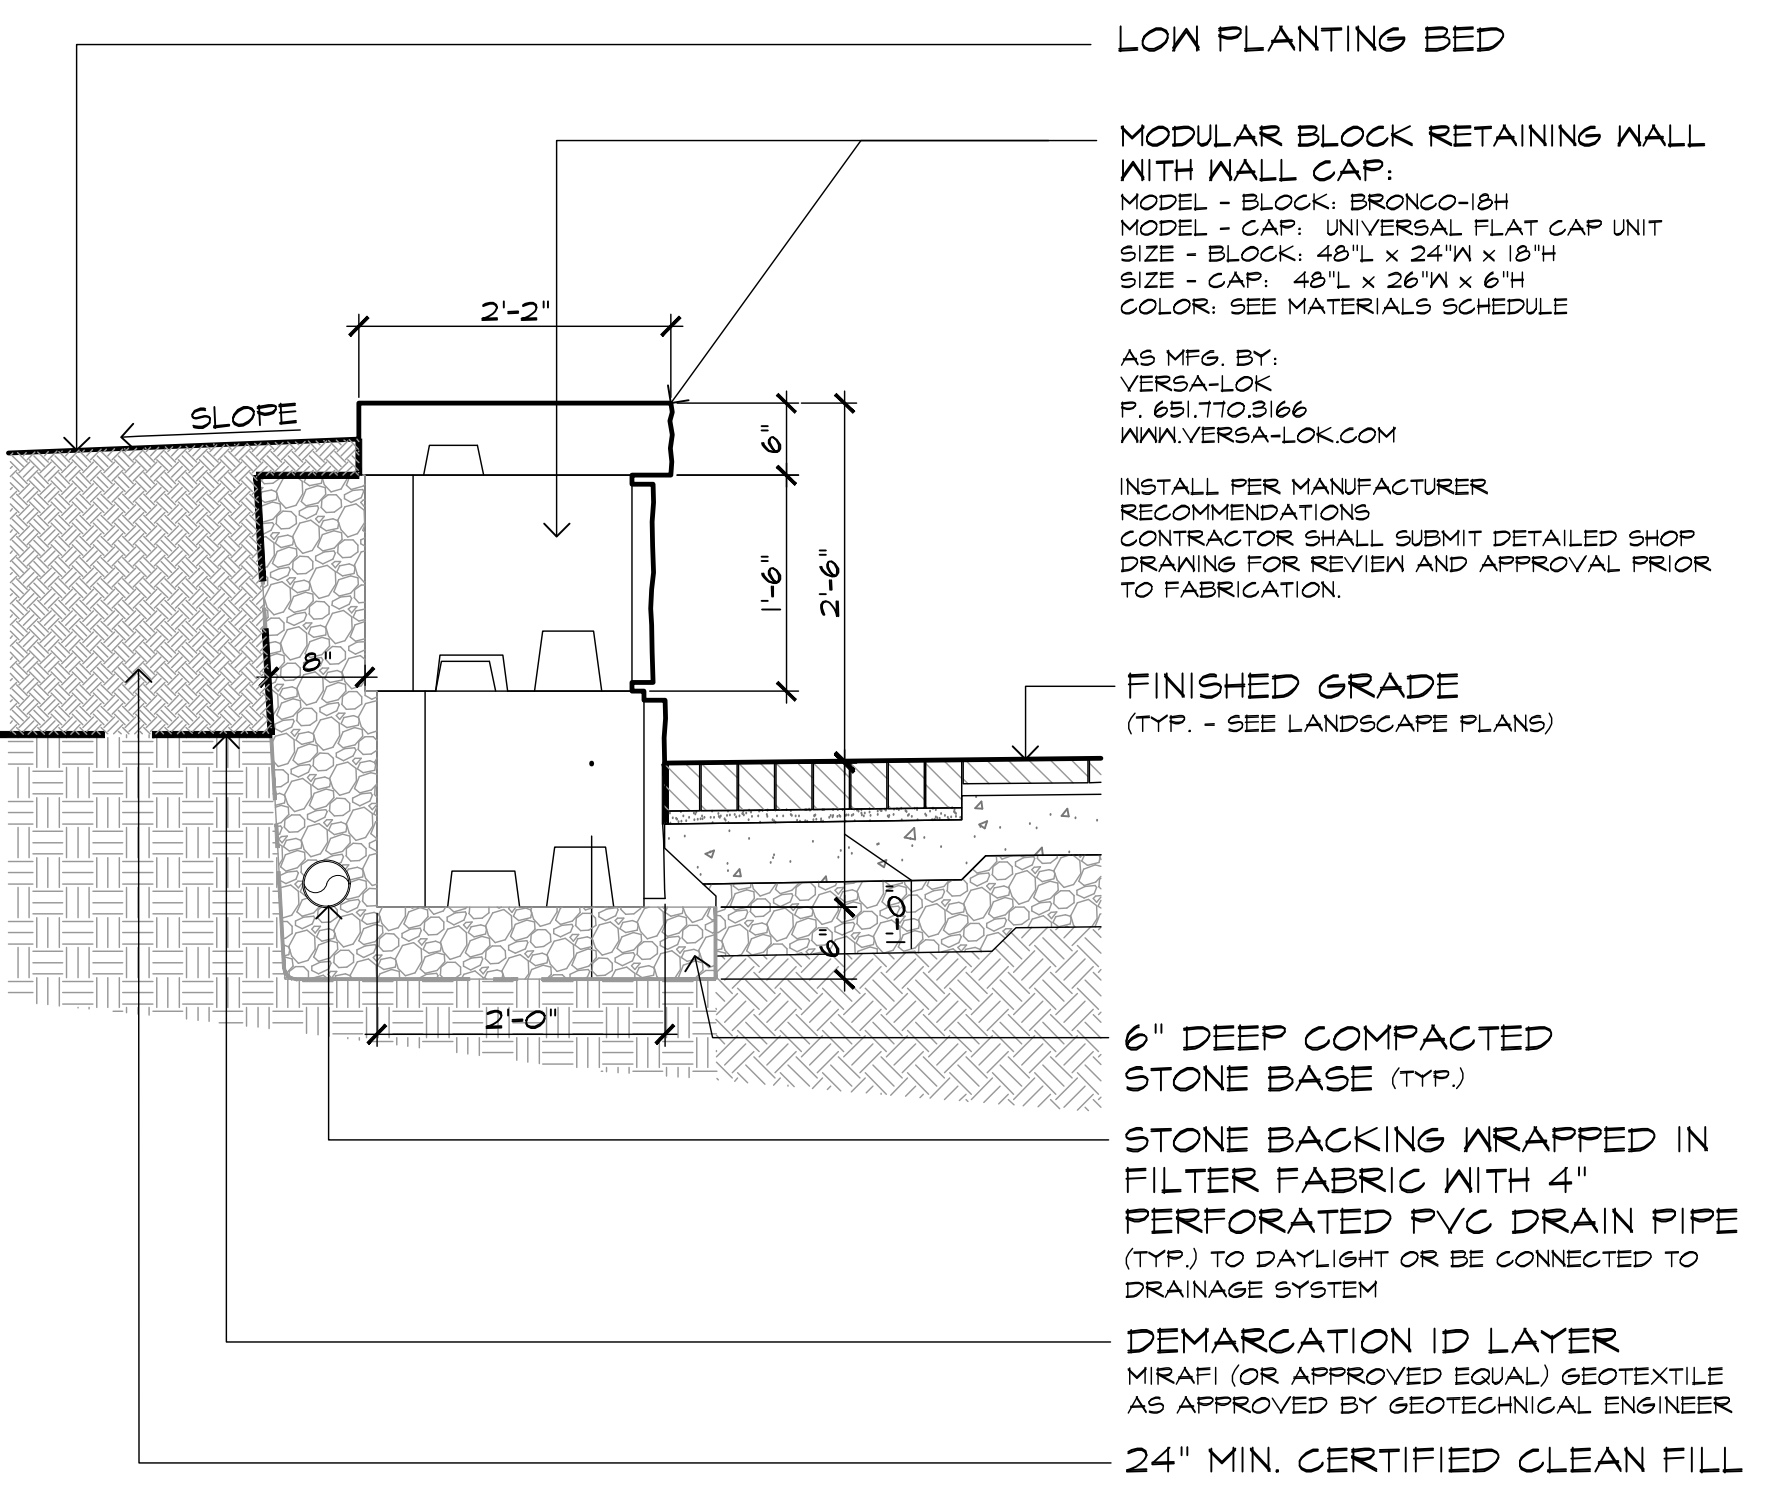 LOW PLANTING BED
MODULAR BLOCK RETAINING WALL
WITH WALL CAP:
MODEL - BLOCK: BRONCO-18H
MODEL - CAP: UNIVERSAL FLAT CAP UNIT
SIZE - BLOCK: 48"L x 24"W x 18"H
SIZE - CAP: 48"L x 26"W x 6"H
COLOR: SEE MATERIALS SCHEDULE
AS MFG. BY:
VERSA-LOK
P. 651.770.3166
WWW.VERSA-LOK.COM
INSTALL PER MANUFACTURER
RECOMMENDATIONS
CONTRACTOR SHALL SUBMIT DETAILED SHOP
DRAWING FOR REVIEW AND APPROVAL PRIOR
TO FABRICATION.
2'-2"
SLOPE
6"
1'-6"
2'-6"
8"
FINISHED GRADE
(TYP. - SEE LANDSCAPE PLANS)
1'-0"
6"
2'-0"
6" DEEP COMPACTED
STONE BASE (TYP.)
STONE BACKING WRAPPED IN
FILTER FABRIC WITH 4"
PERFORATED PVC DRAIN PIPE
(TYP.) TO DAYLIGHT OR BE CONNECTED TO
DRAINAGE SYSTEM
DEMARCATION ID LAYER
MIRAFI (OR APPROVED EQUAL) GEOTEXTILE
AS APPROVED BY GEOTECHNICAL ENGINEER
24" MIN. CERTIFIED CLEAN FILL